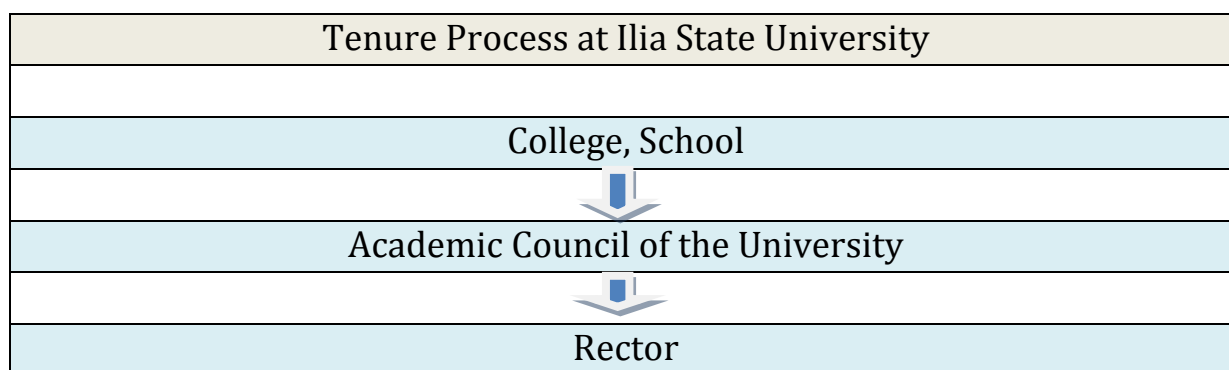 Tenure Process at Ilia State University
College, School
Academic Council of the University
Rector